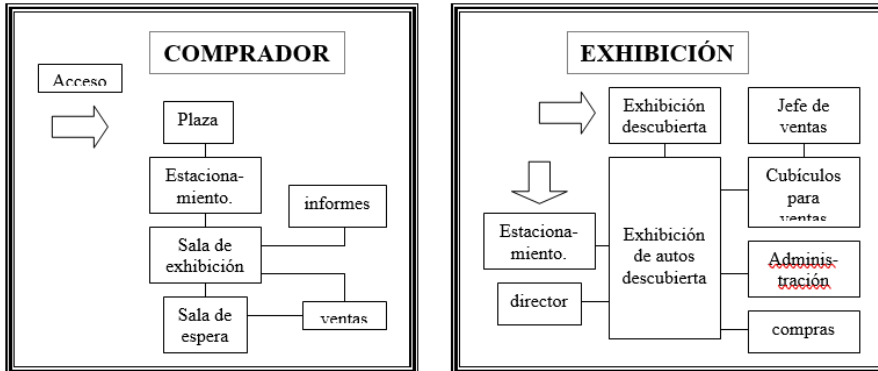 COMPRADOR
Acceso
Plaza
Estaciona-
miento.
informes
Sala de
exhibición
Sala de
espera
ventas
EXHIBICIÓN
Exhibición
descubierta
Jefe de
ventas
Cubículos
para
ventas
Estaciona-
miento.
Exhibición
de autos
descubierta
Adminis-
tración
director
compras